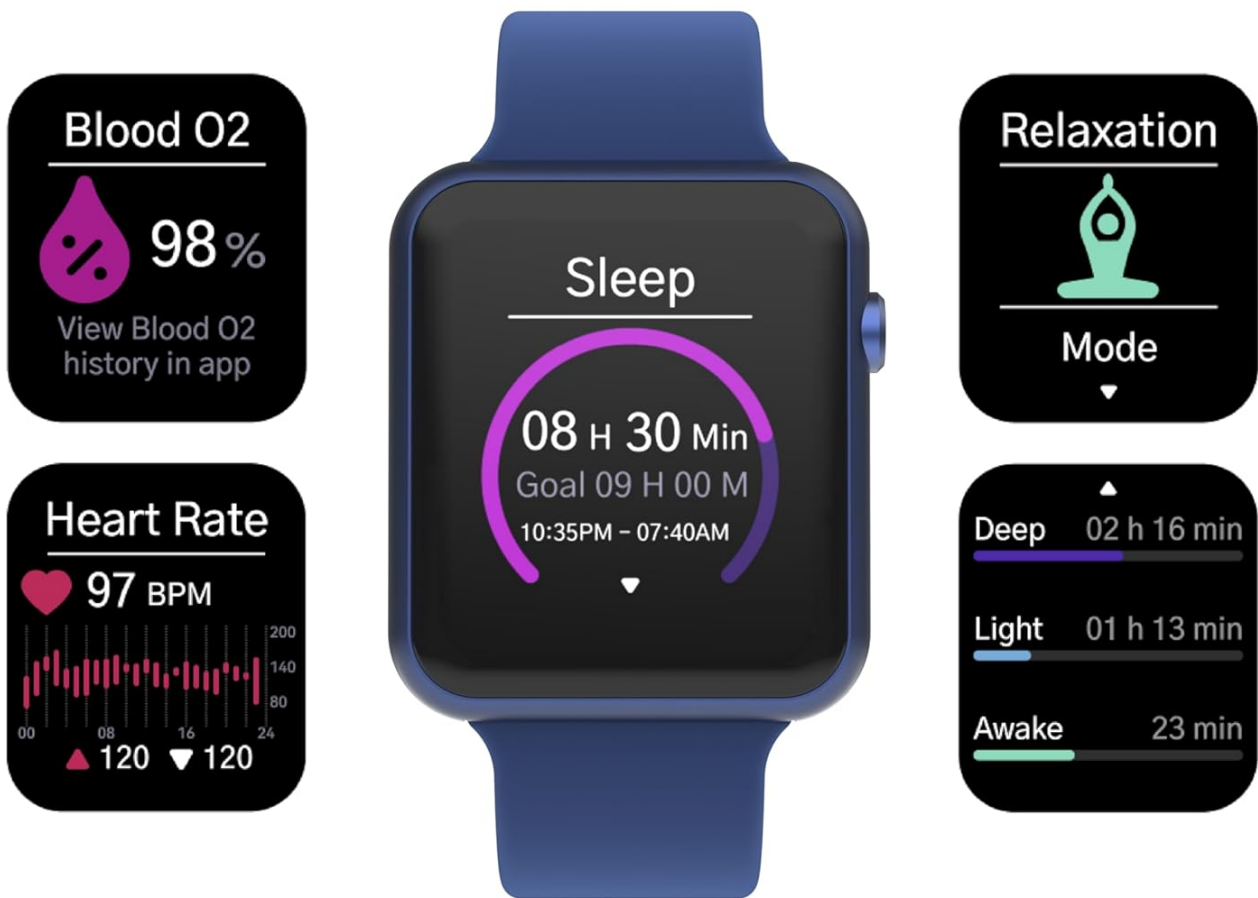 Blood O2
98 %
View Blood O2
history in app
Heart Rate
97 BPM
200
140
80
00 08 16 24
▲ 120 ▼ 120
Sleep
08 H 30 Min
Goal 09 H 00 M
10:35PM - 07:40AM
Relaxation
Mode
Deep 02 h 16 min
Light 01 h 13 min
Awake 23 min